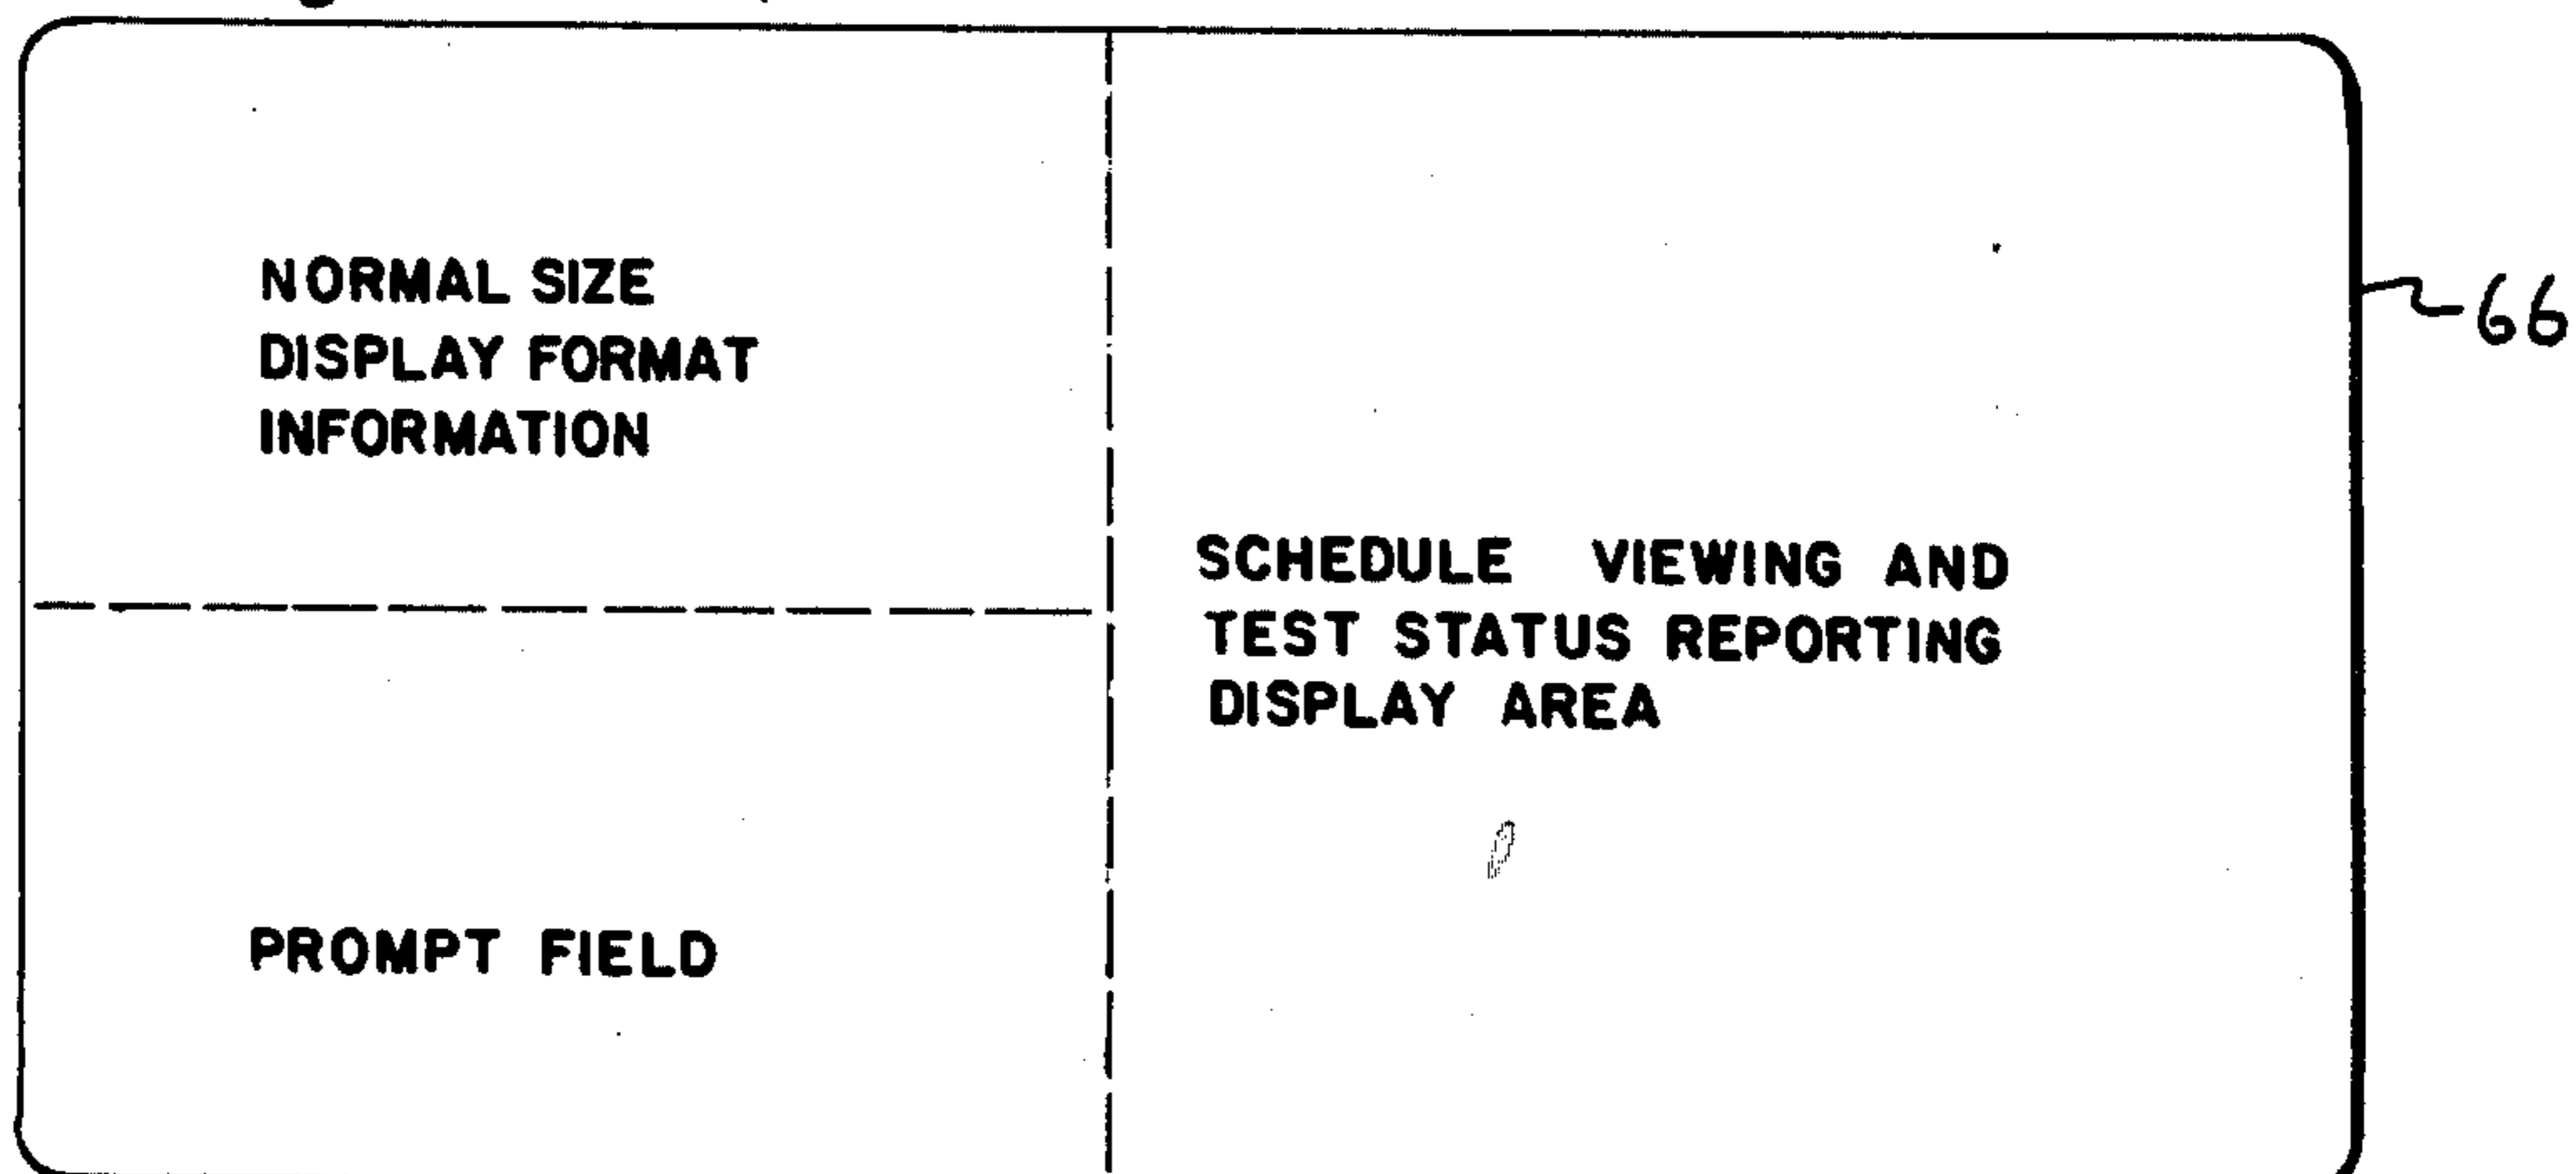 NORMAL SIZE
DISPLAY FORMAT
INFORMATION
PROMPT FIELD
SCHEDULE VIEWING AND
TEST STATUS REPORTING
DISPLAY AREA
66